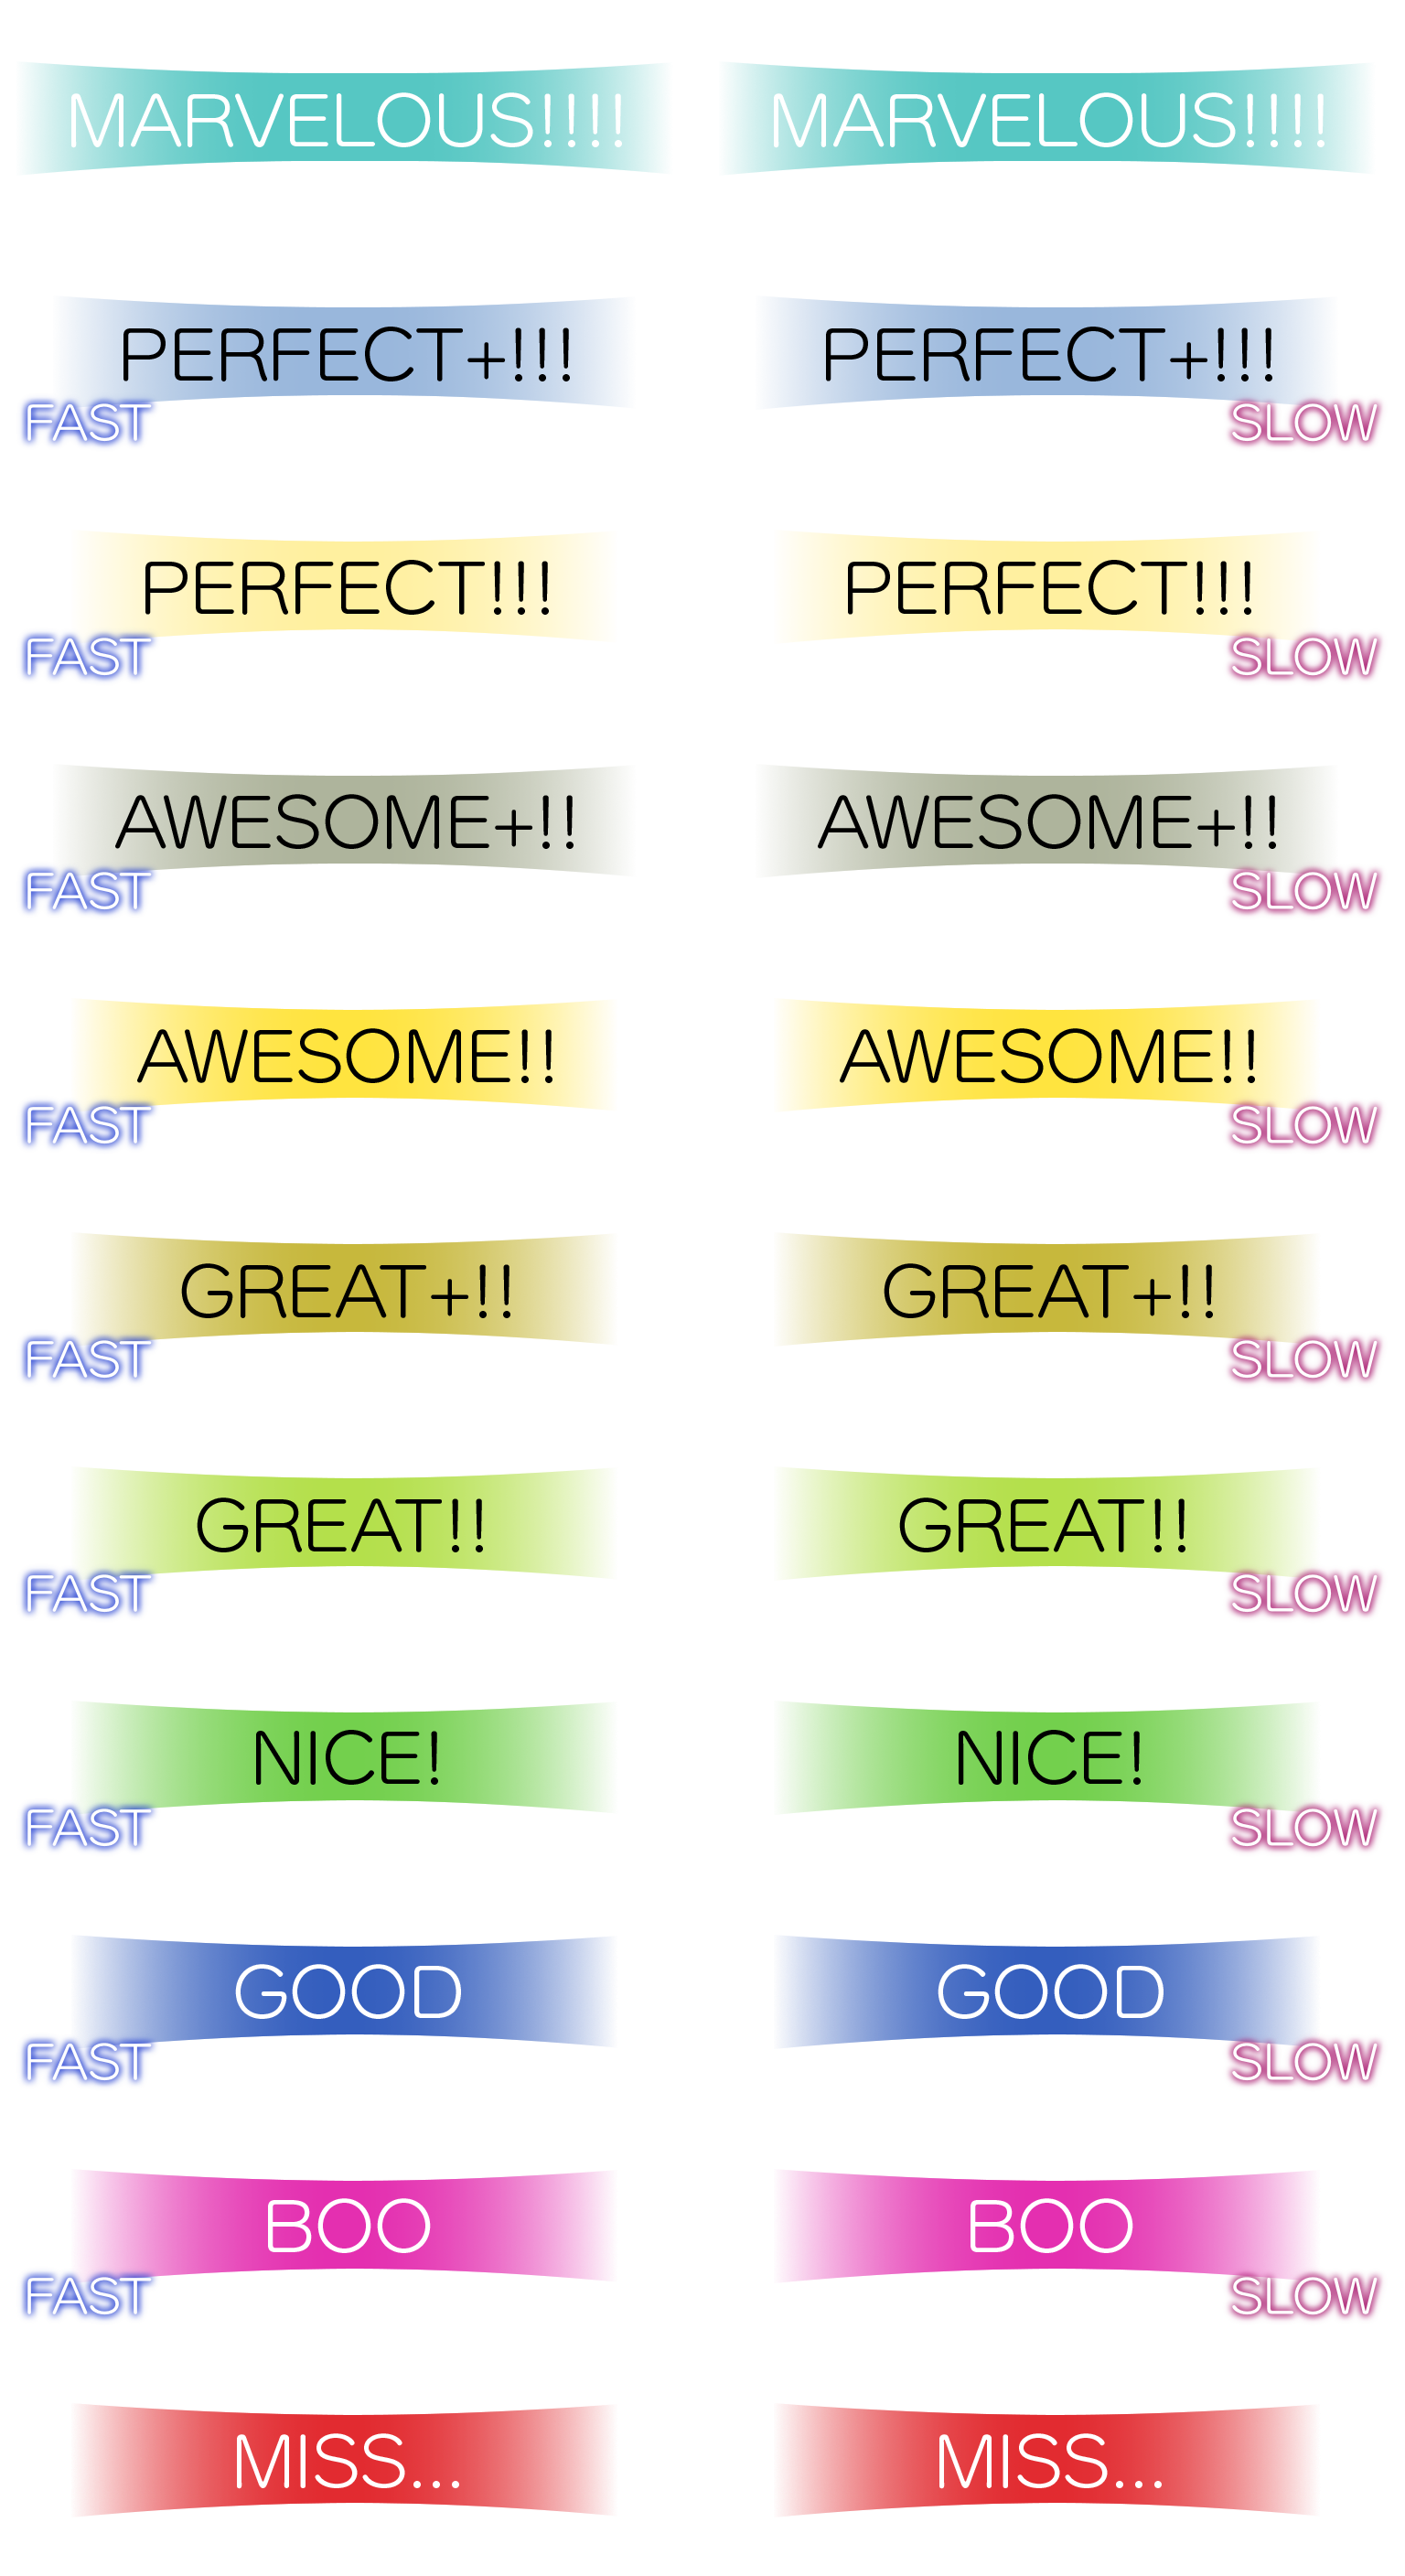 MARVELOUS!!!! MARVELOUS!!!!
PERFECT+!!! PERFECT+!!!
FAST SLOW
PERFECT!!! PERFECT!!!
FAST SLOW
AWESOME+!! AWESOME+!!
FAST SLOW
AWESOME!! AWESOME!!
FAST SLOW
GREAT+!! GREAT+!!
FAST SLOW
GREAT!! GREAT!!
FAST SLOW
NICE! NICE!
FAST SLOW
GOOD GOOD
FAST SLOW
BOO BOO
FAST SLOW
MISS... MISS...